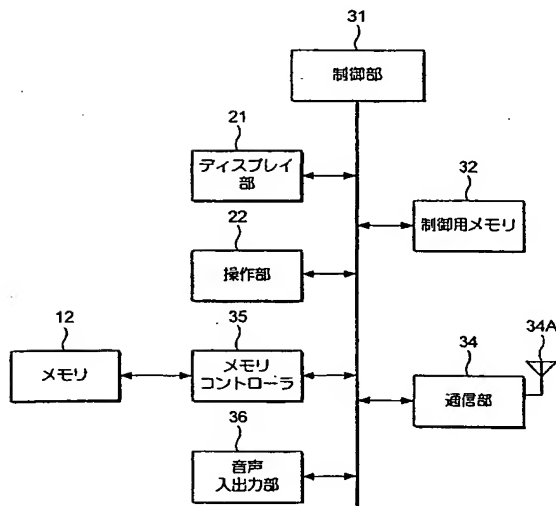 31
制御部
21
ディスプレイ
部
32
制御用メモリ
22
操作部
12
メモリ
35
メモリ
コントローラ
34
34A
通信部
36
音声
入出力部